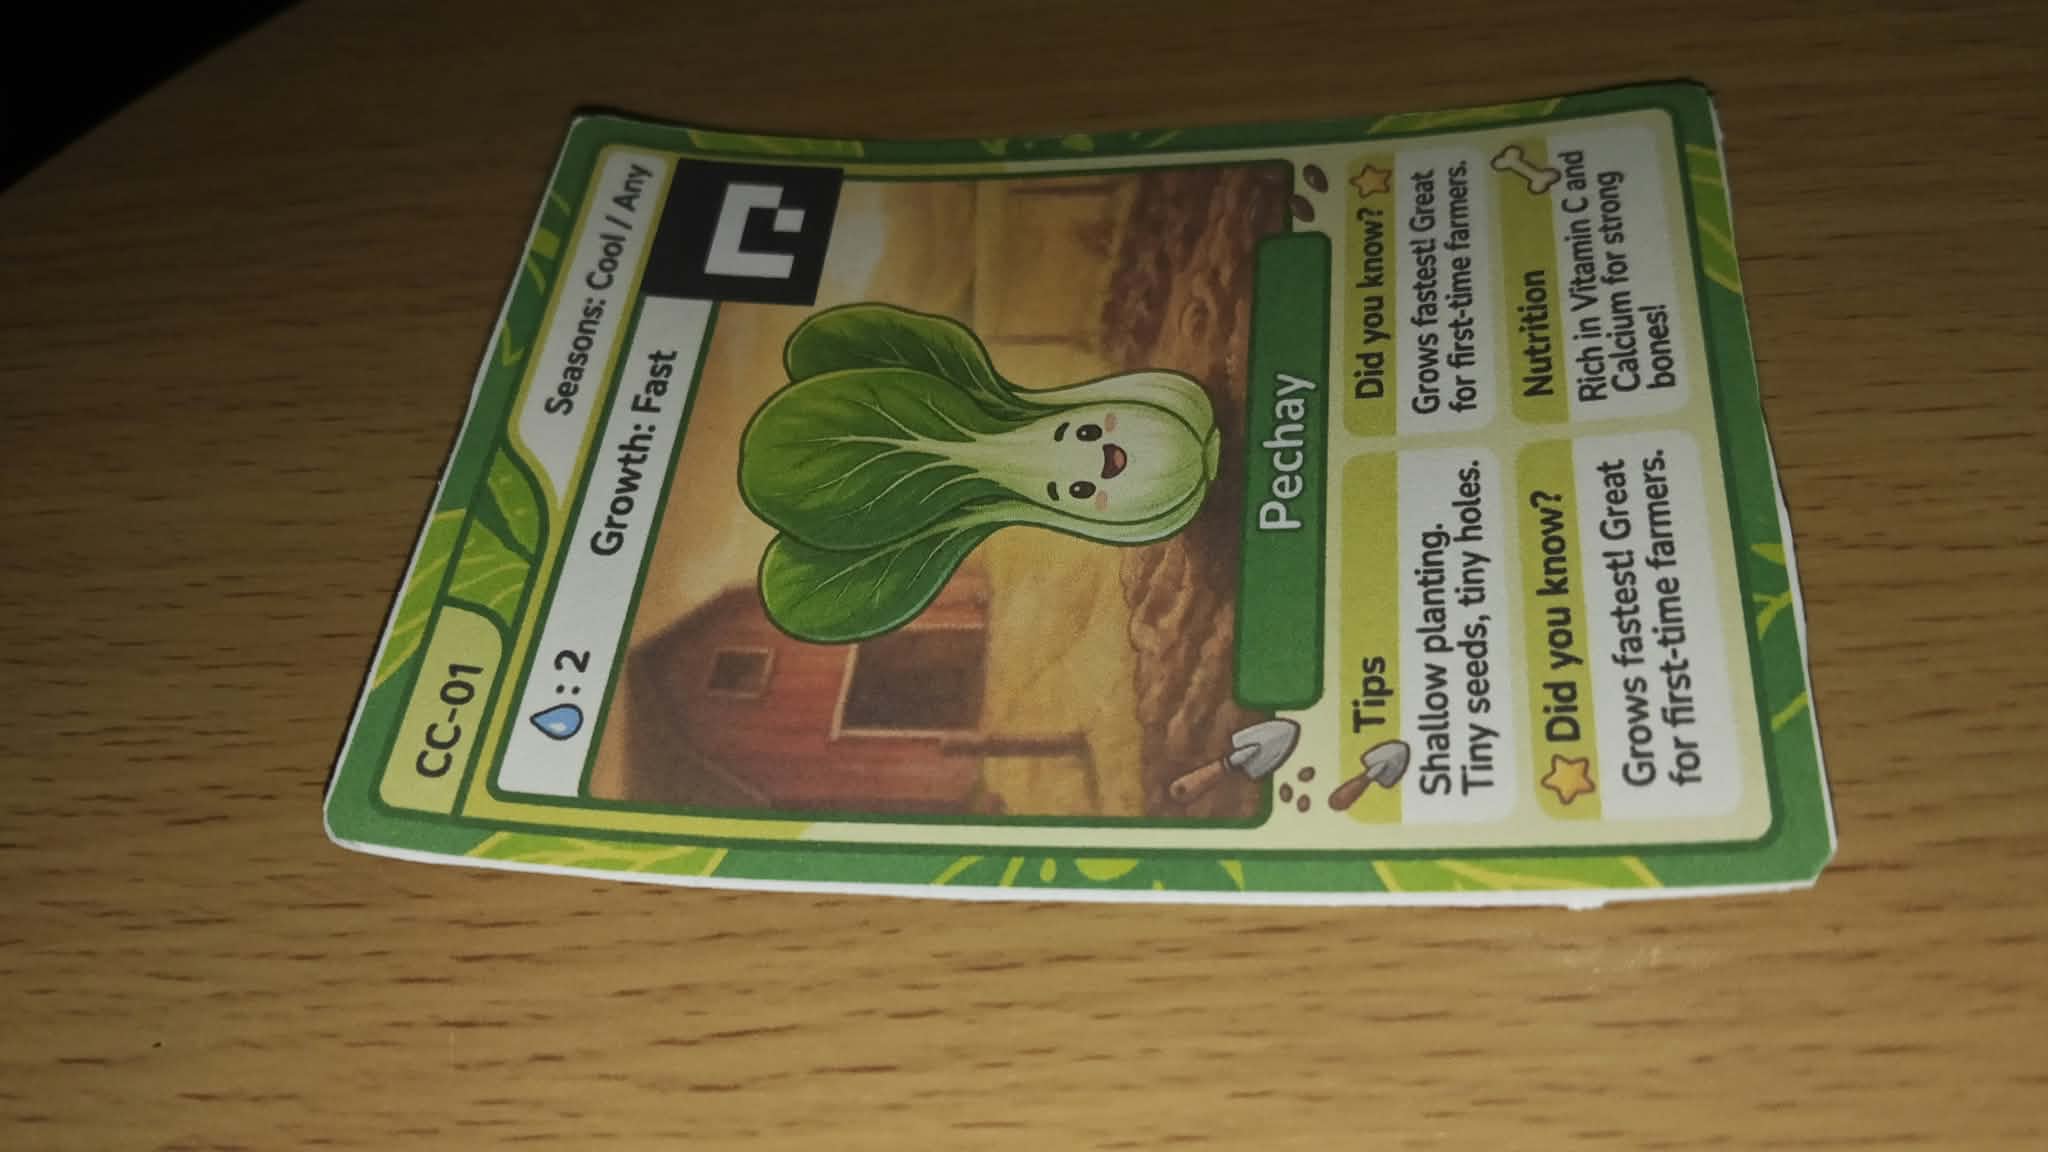 CC-01
Seasons: Cool / Any
: 2
Growth: Fast
Pechay
Tips
Shallow planting.
Tiny seeds, tiny holes.
Did you know?
Grows fastest! Great
for first-time farmers.
Did you know?
Grows fastest! Great
for first-time farmers.
Nutrition
Rich in Vitamin C and
Calcium for strong
bones!